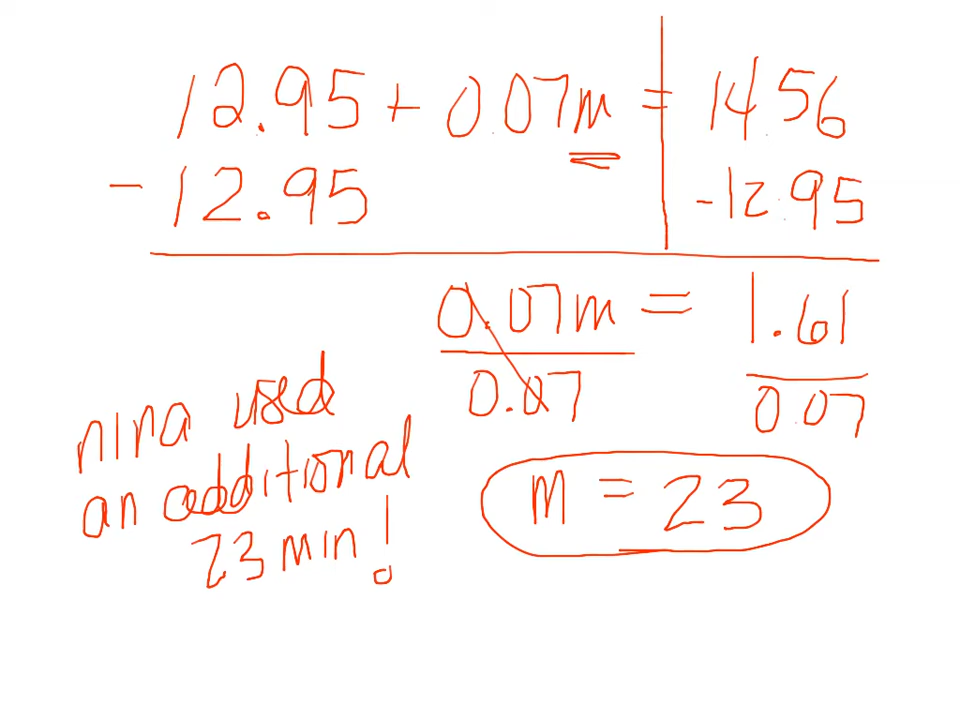 12.95 + 0.07m = 14.56
- 12.95 -12.95
0.07m = 1.61
0.07 0.07
m = 23
nina used
an additional
23 min!